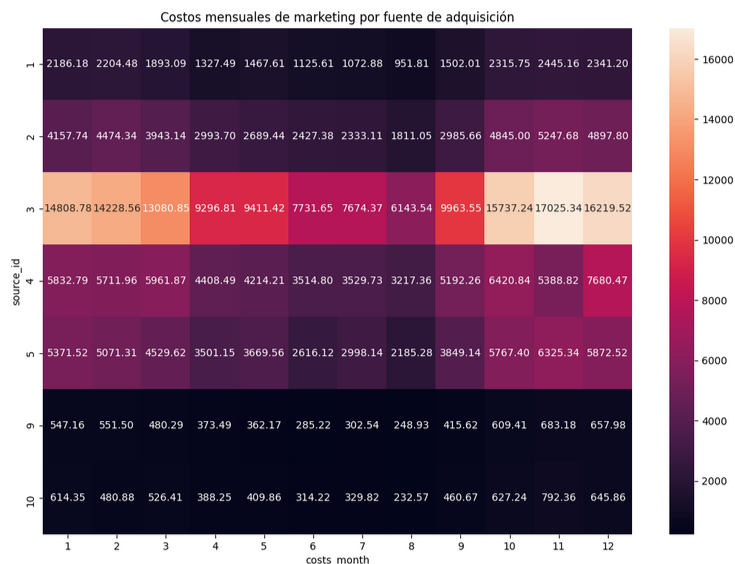 Costos mensuales de marketing por fuente de adquisición
1 2186.18 2204.48 1893.09 1327.49 1467.61 1125.61 1072.88 951.81 1502.01 2315.75 2445.16 2341.20
2 4157.74 4474.34 3943.14 2993.70 2689.44 2427.38 2333.11 1811.05 2985.66 4845.00 5247.68 4897.80
3 14808.78 14228.56 13080.85 9296.81 9411.42 7731.65 7674.37 6143.54 9963.55 15737.24 17025.34 16219.52
4 5832.79 5711.96 5961.87 4408.49 4214.21 3514.80 3529.73 3217.36 5192.26 6420.84 5388.82 7680.47
5 5371.52 5071.31 4529.62 3501.15 3669.56 2616.12 2998.14 2185.28 3849.14 5767.40 6325.34 5872.52
9 547.16 551.50 480.29 373.49 362.17 285.22 302.54 248.93 415.62 609.41 683.18 657.98
10 614.35 480.88 526.41 388.25 409.86 314.22 329.82 232.57 460.67 627.24 792.36 645.86
source_id
1 2 3 4 5 6 7 8 9 10 11 12
costs_month
16000
14000
12000
10000
8000
6000
4000
2000